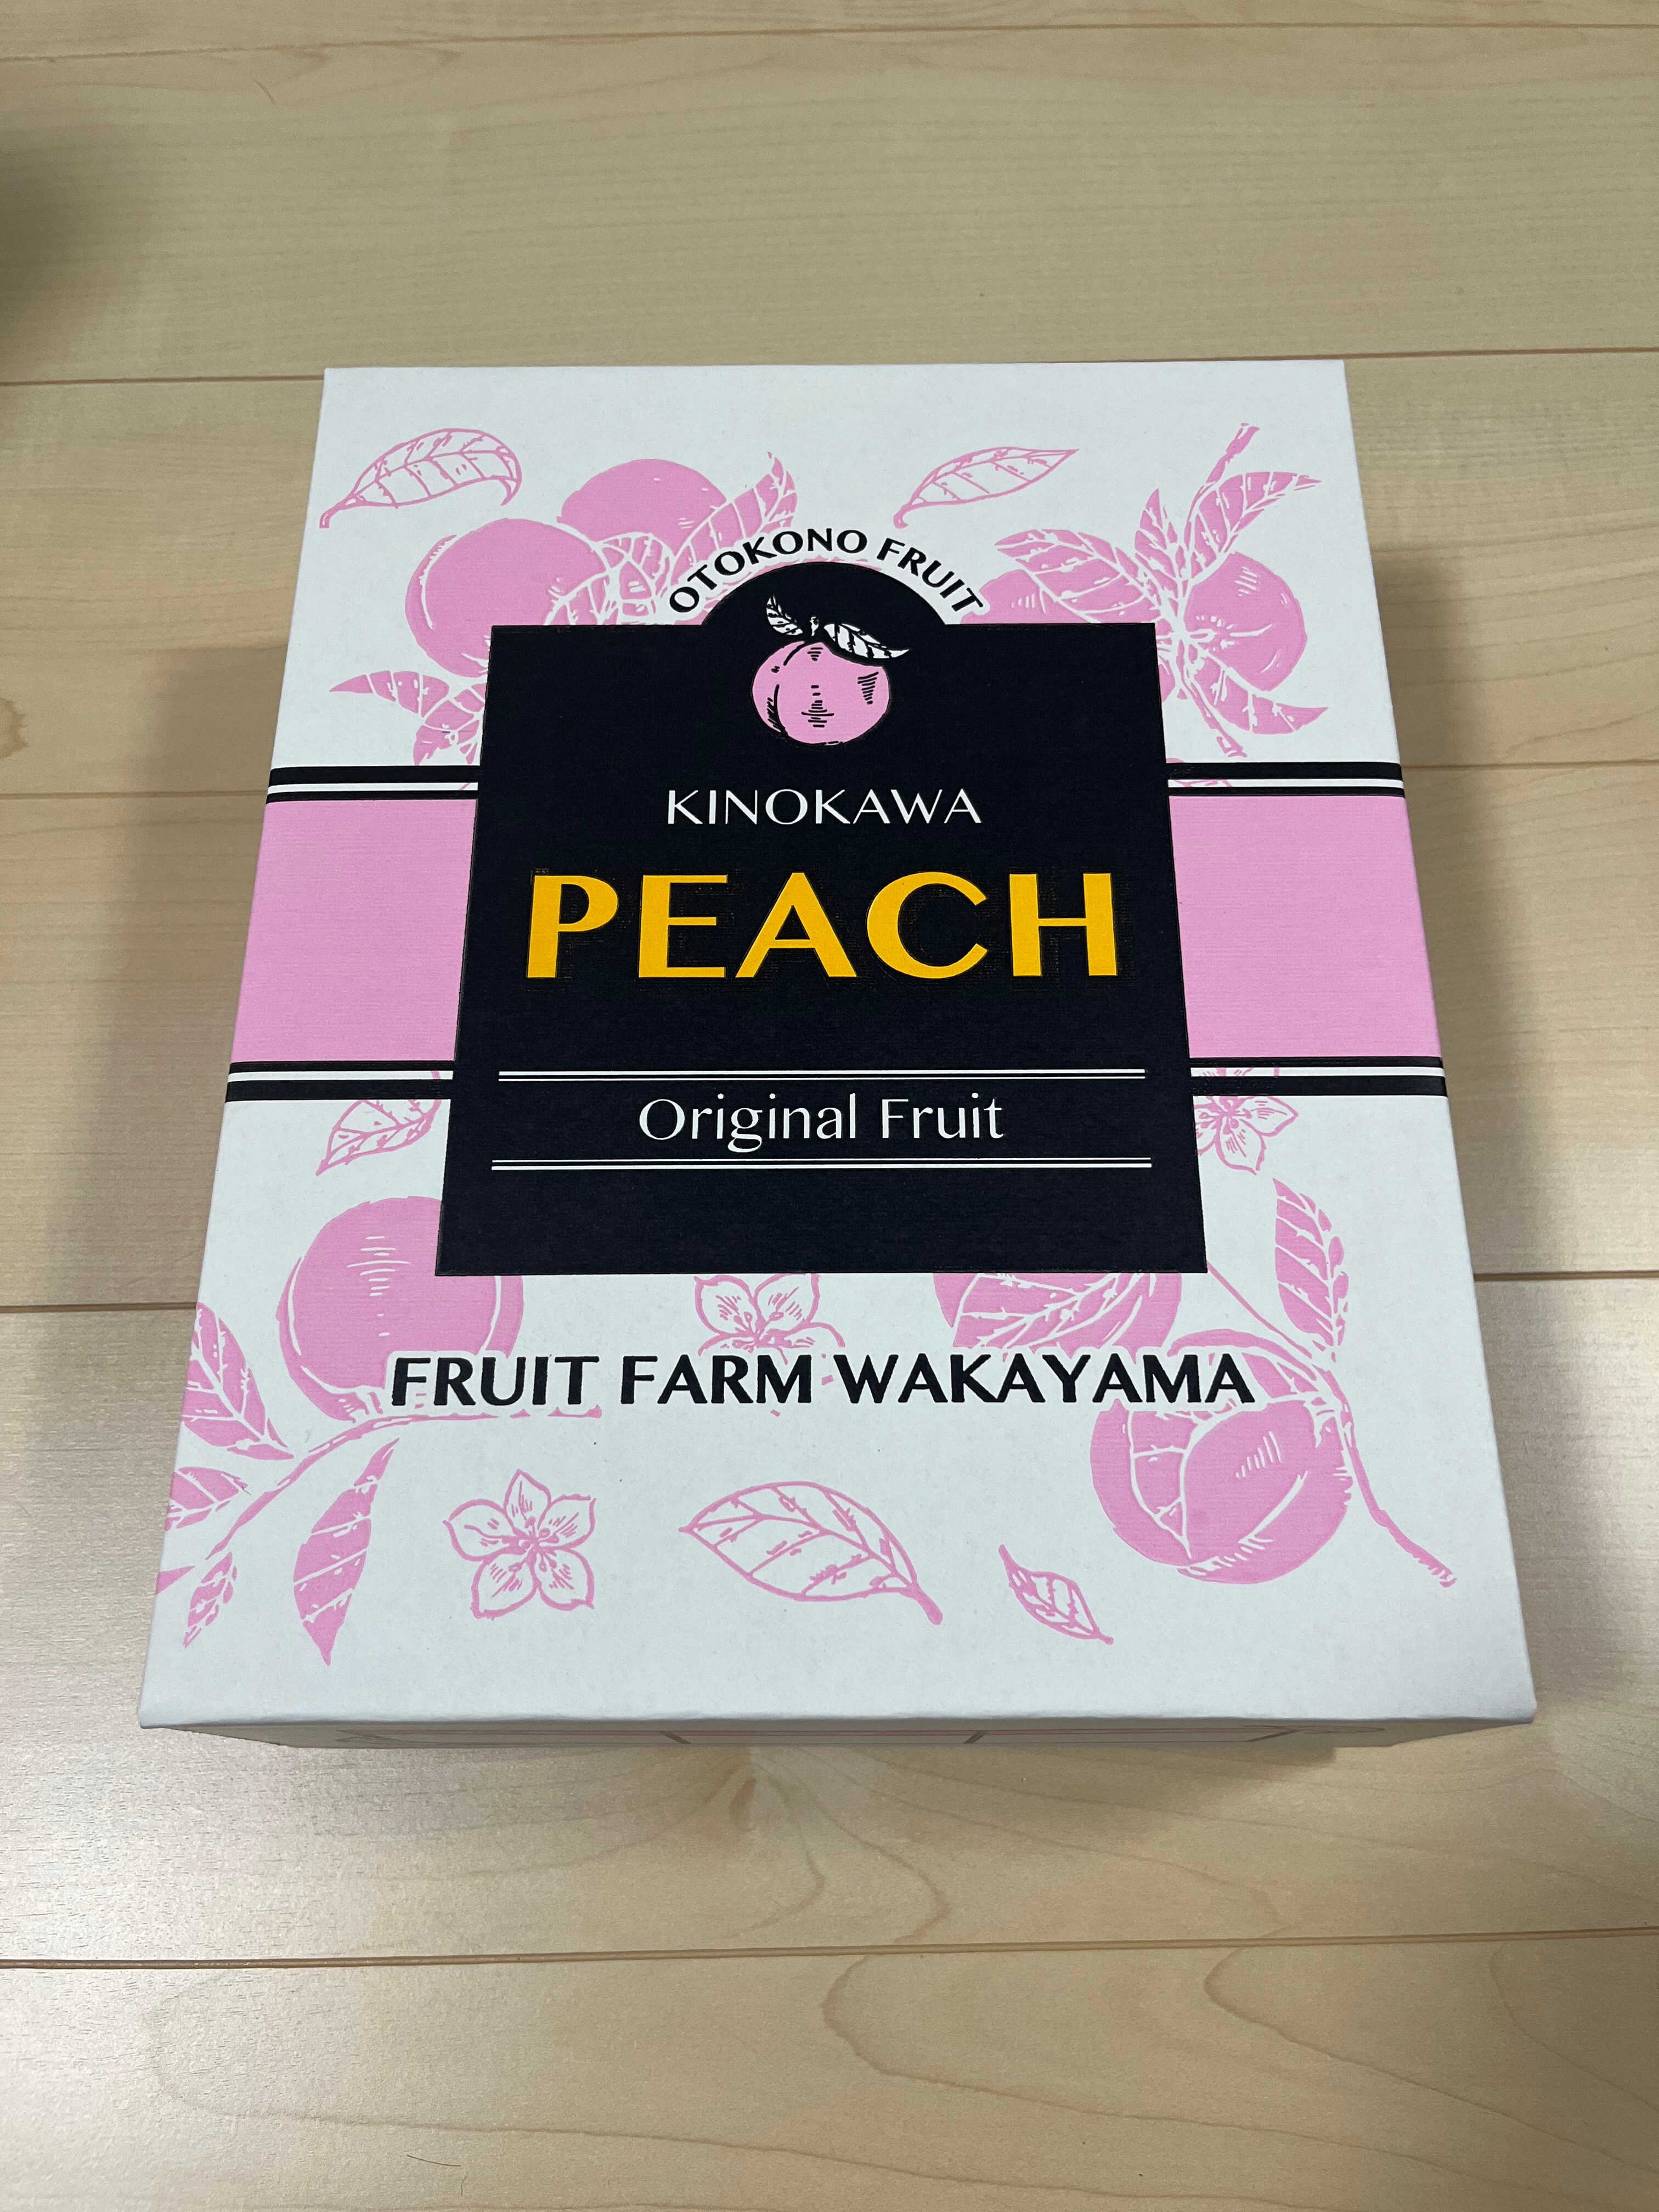 OTOKONO FRUIT
KINOKAWA
PEACH
Original Fruit
FRUIT FARM WAKAYAMA